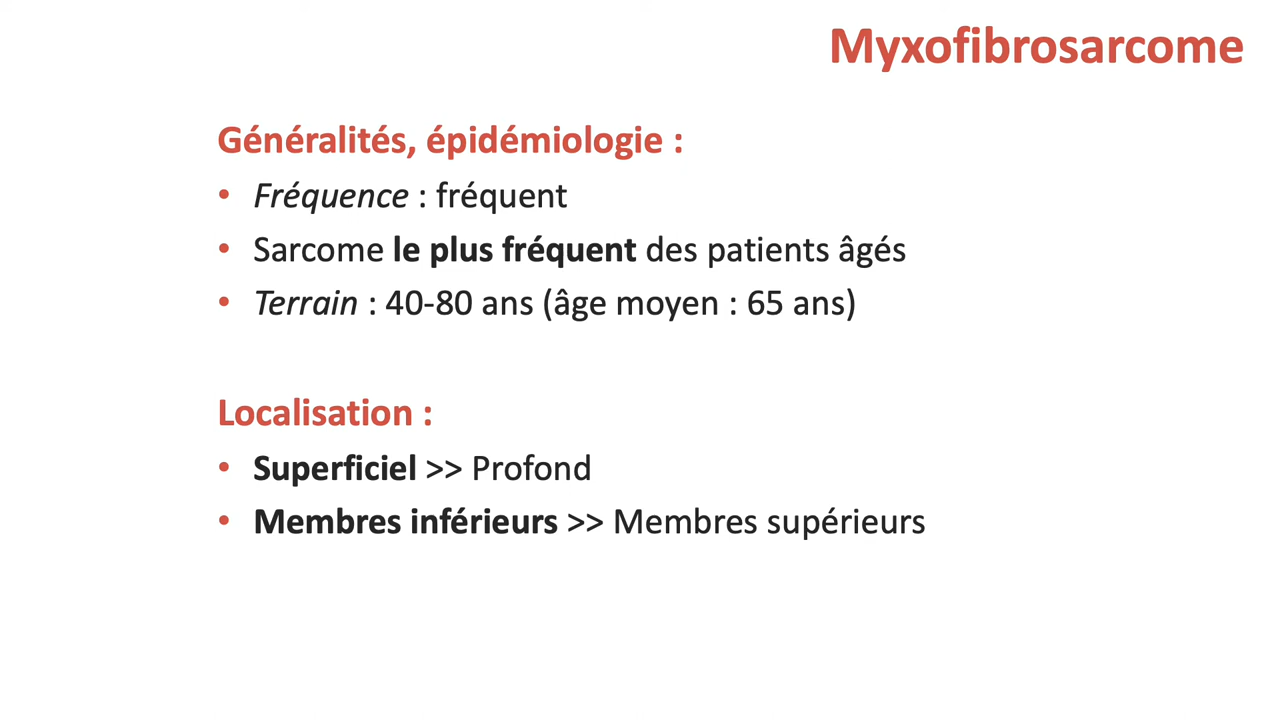 Myxofibrosarcome
Généralités, épidémiologie :
• Fréquence : fréquent
• Sarcome le plus fréquent des patients âgés
• Terrain : 40-80 ans (âge moyen : 65 ans)
Localisation :
• Superficiel >> Profond
• Membres inférieurs >> Membres supérieurs